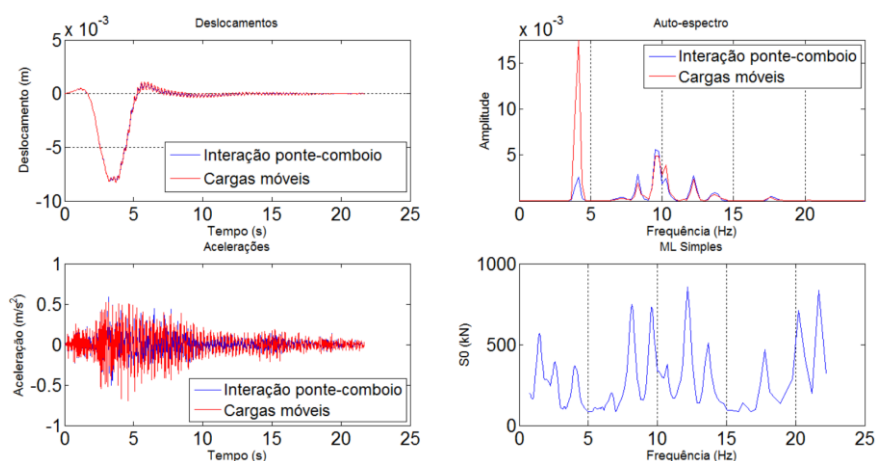 Deslocamentos
x 10⁻³
5
0
-5
-10
0 5 10 15 20 25
Deslocamento (m)
Tempo (s)
Interação ponte-comboio
Cargas móveis
Auto-espectro
x 10⁻³
15
10
5
0 5 10 15 20
Amplitude
Frequência (Hz)
Interação ponte-comboio
Cargas móveis
Acelerações
1
0.5
0
-0.5
-1
0 5 10 15 20 25
Aceleração (m/s²)
Tempo (s)
Interação ponte-comboio
Cargas móveis
ML Simples
1000
500
0
0 5 10 15 20 25
S0 (kN)
Frequência (Hz)